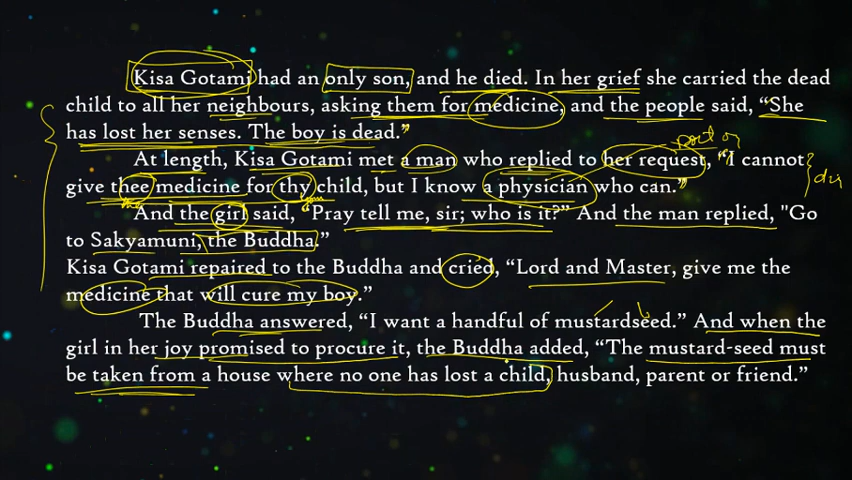 Kisa Gotami had an only son, and he died. In her grief she carried the dead
child to all her neighbours, asking them for medicine, and the people said, “She
has lost her senses. The boy is dead.”
At length, Kisa Gotami met a man who replied to her request, “I cannot
give thee medicine for thy child, but I know a physician who can.”
And the girl said, “Pray tell me, sir; who is it?” And the man replied, "Go
to Sakyamuni, the Buddha.”
Kisa Gotami repaired to the Buddha and cried, “Lord and Master, give me the
medicine that will cure my boy.”
The Buddha answered, “I want a handful of mustardseed.” And when the
girl in her joy promised to procure it, the Buddha added, “The mustard-seed must
be taken from a house where no one has lost a child, husband, parent or friend.”